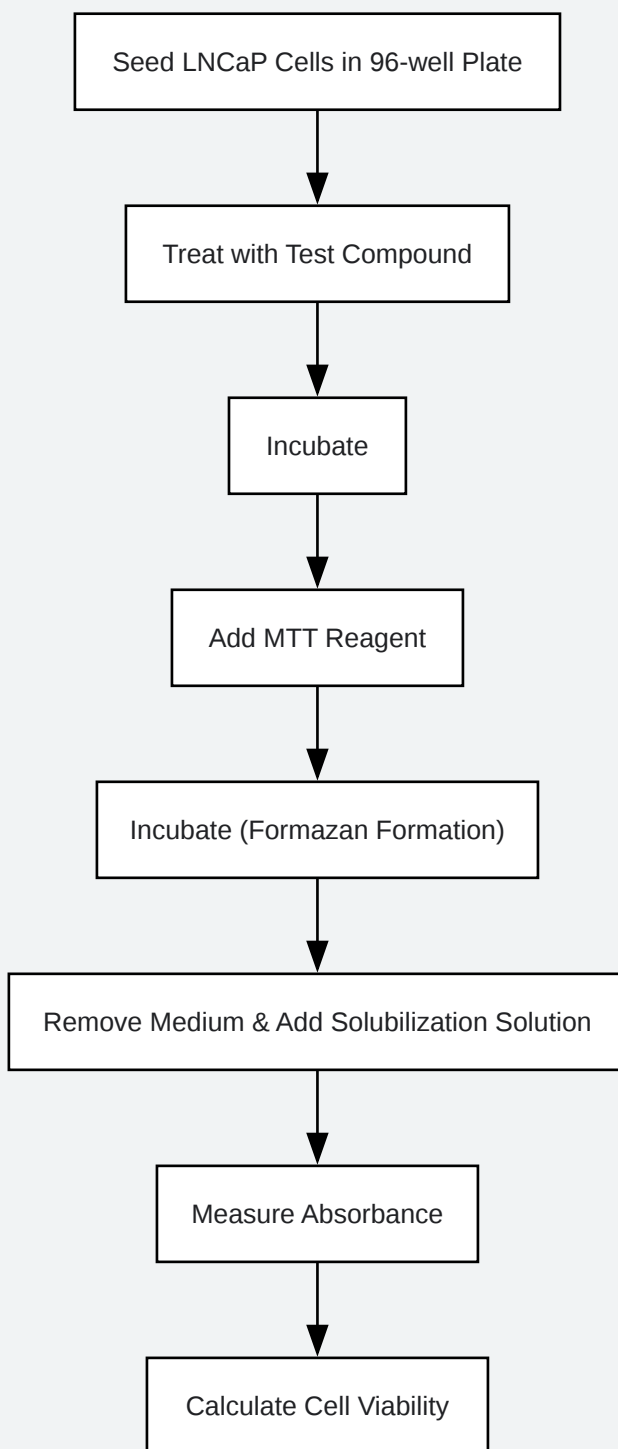 Seed LNCaP Cells in 96-well Plate
Treat with Test Compound
Incubate
Add MTT Reagent
Incubate (Formazan Formation)
Remove Medium & Add Solubilization Solution
Measure Absorbance
Calculate Cell Viability